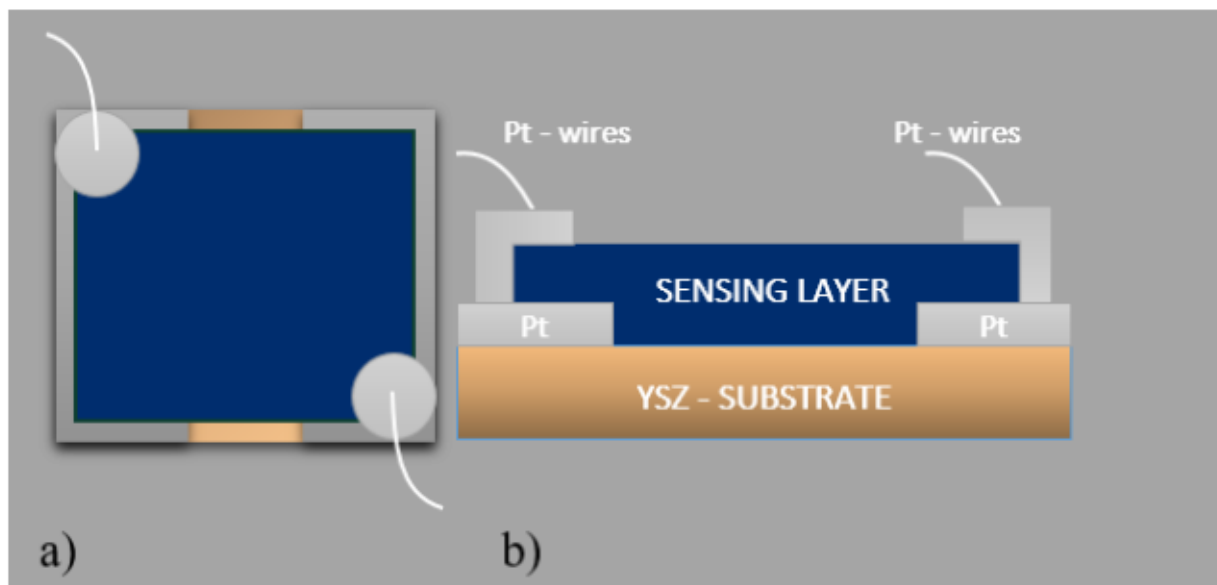 Pt - wires
Pt - wires
SENSING LAYER
Pt
Pt
YSZ - SUBSTRATE
a)
b)